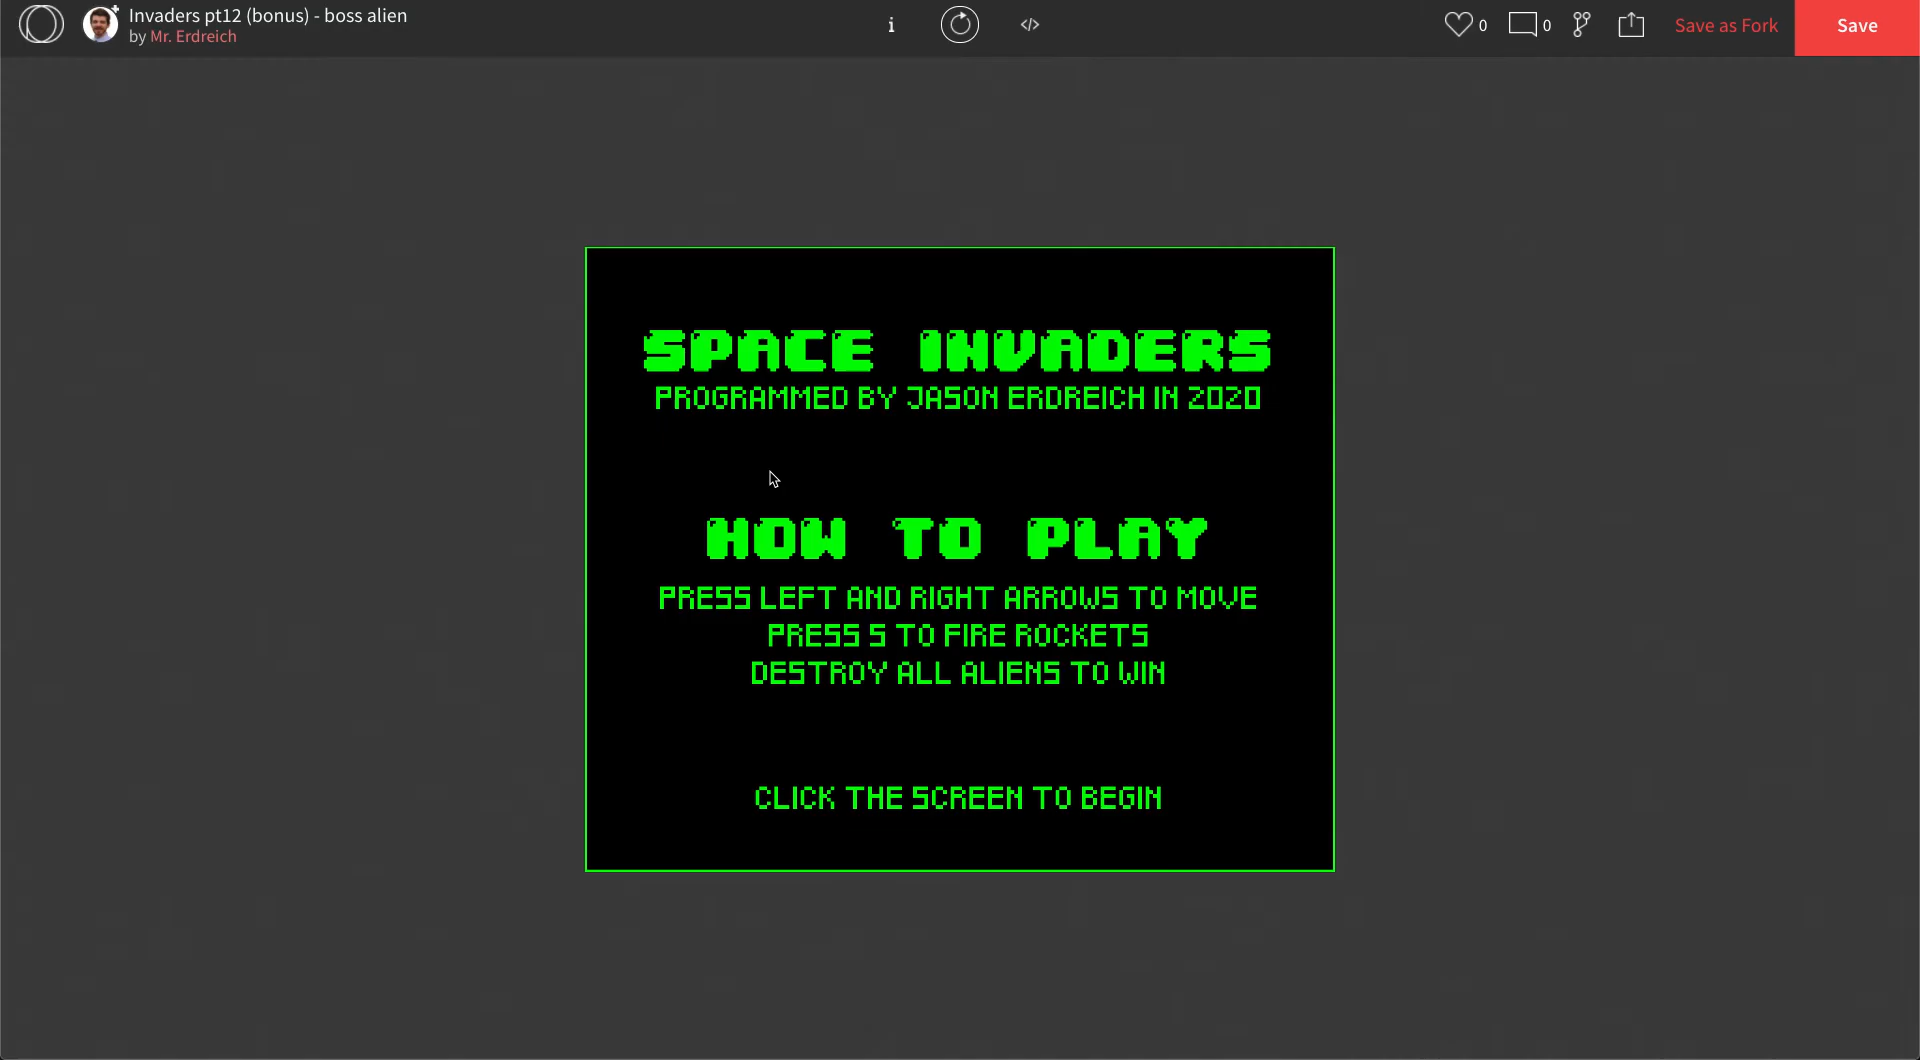 Invaders pt12 (bonus) - boss alien
by Mr. Erdreich
i
</>
0
0
Save as Fork
Save
SPACE INVADERS
PROGRAMMED BY JASON ERDREICH IN 2020
HOW TO PLAY
PRESS LEFT AND RIGHT ARROWS TO MOVE
PRESS S TO FIRE ROCKETS
DESTROY ALL ALIENS TO WIN
CLICK THE SCREEN TO BEGIN